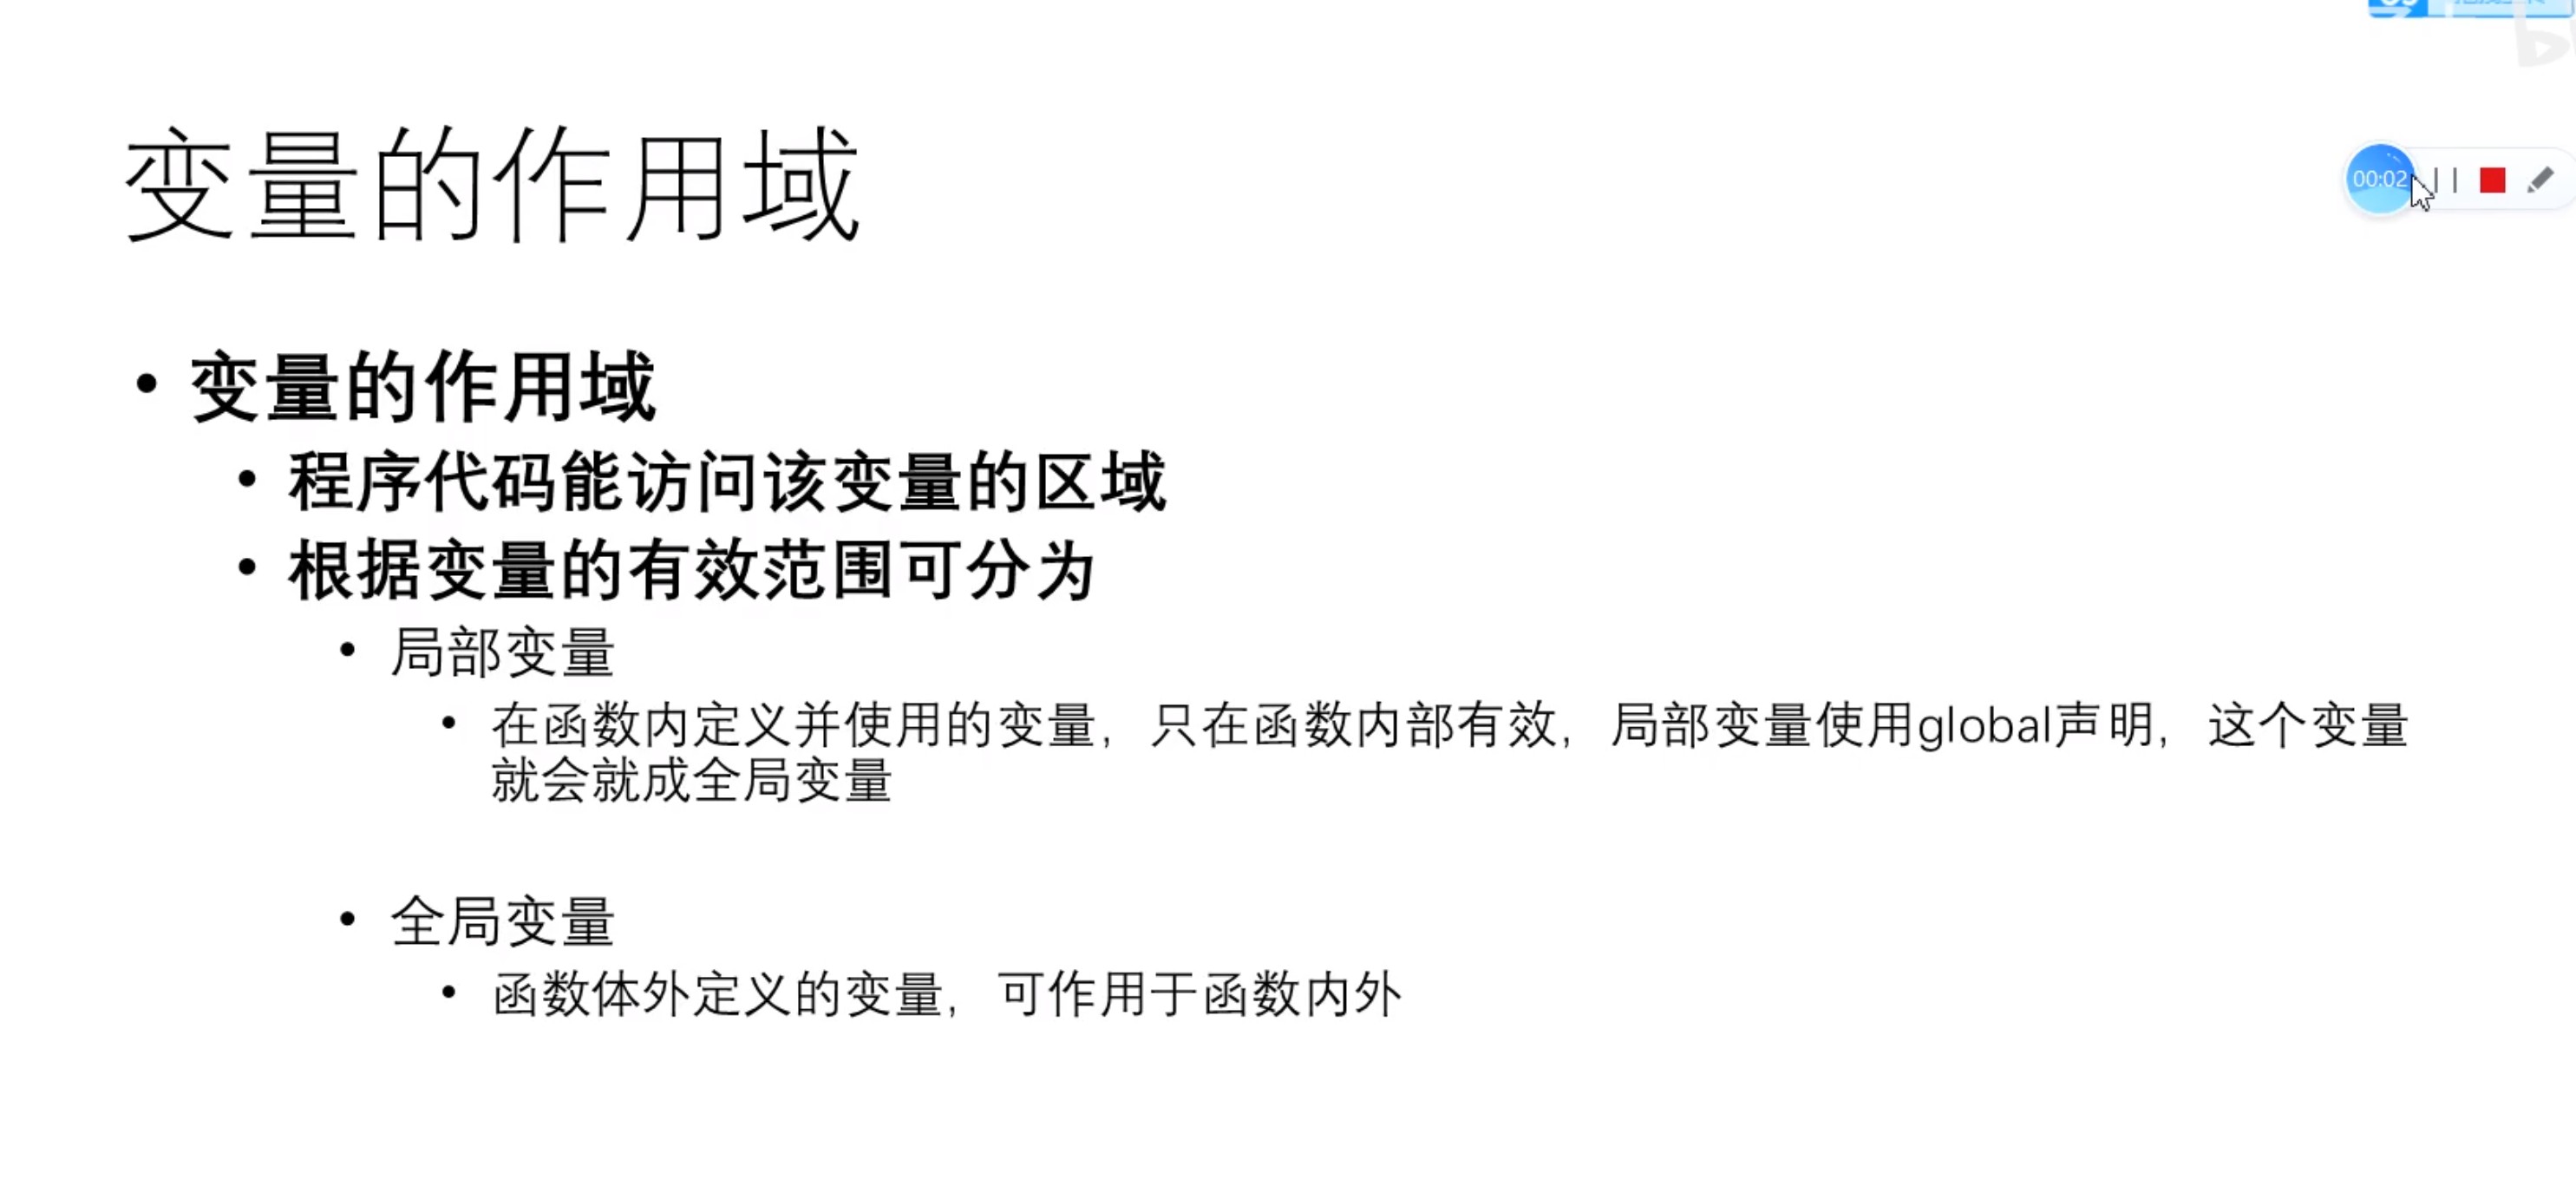 变量的作用域
00:02
• 变量的作用域
• 程序代码能访问该变量的区域
• 根据变量的有效范围可分为
• 局部变量
• 在函数内定义并使用的变量，只在函数内部有效，局部变量使用global声明，这个变量
就会就成全局变量
• 全局变量
• 函数体外定义的变量，可作用于函数内外